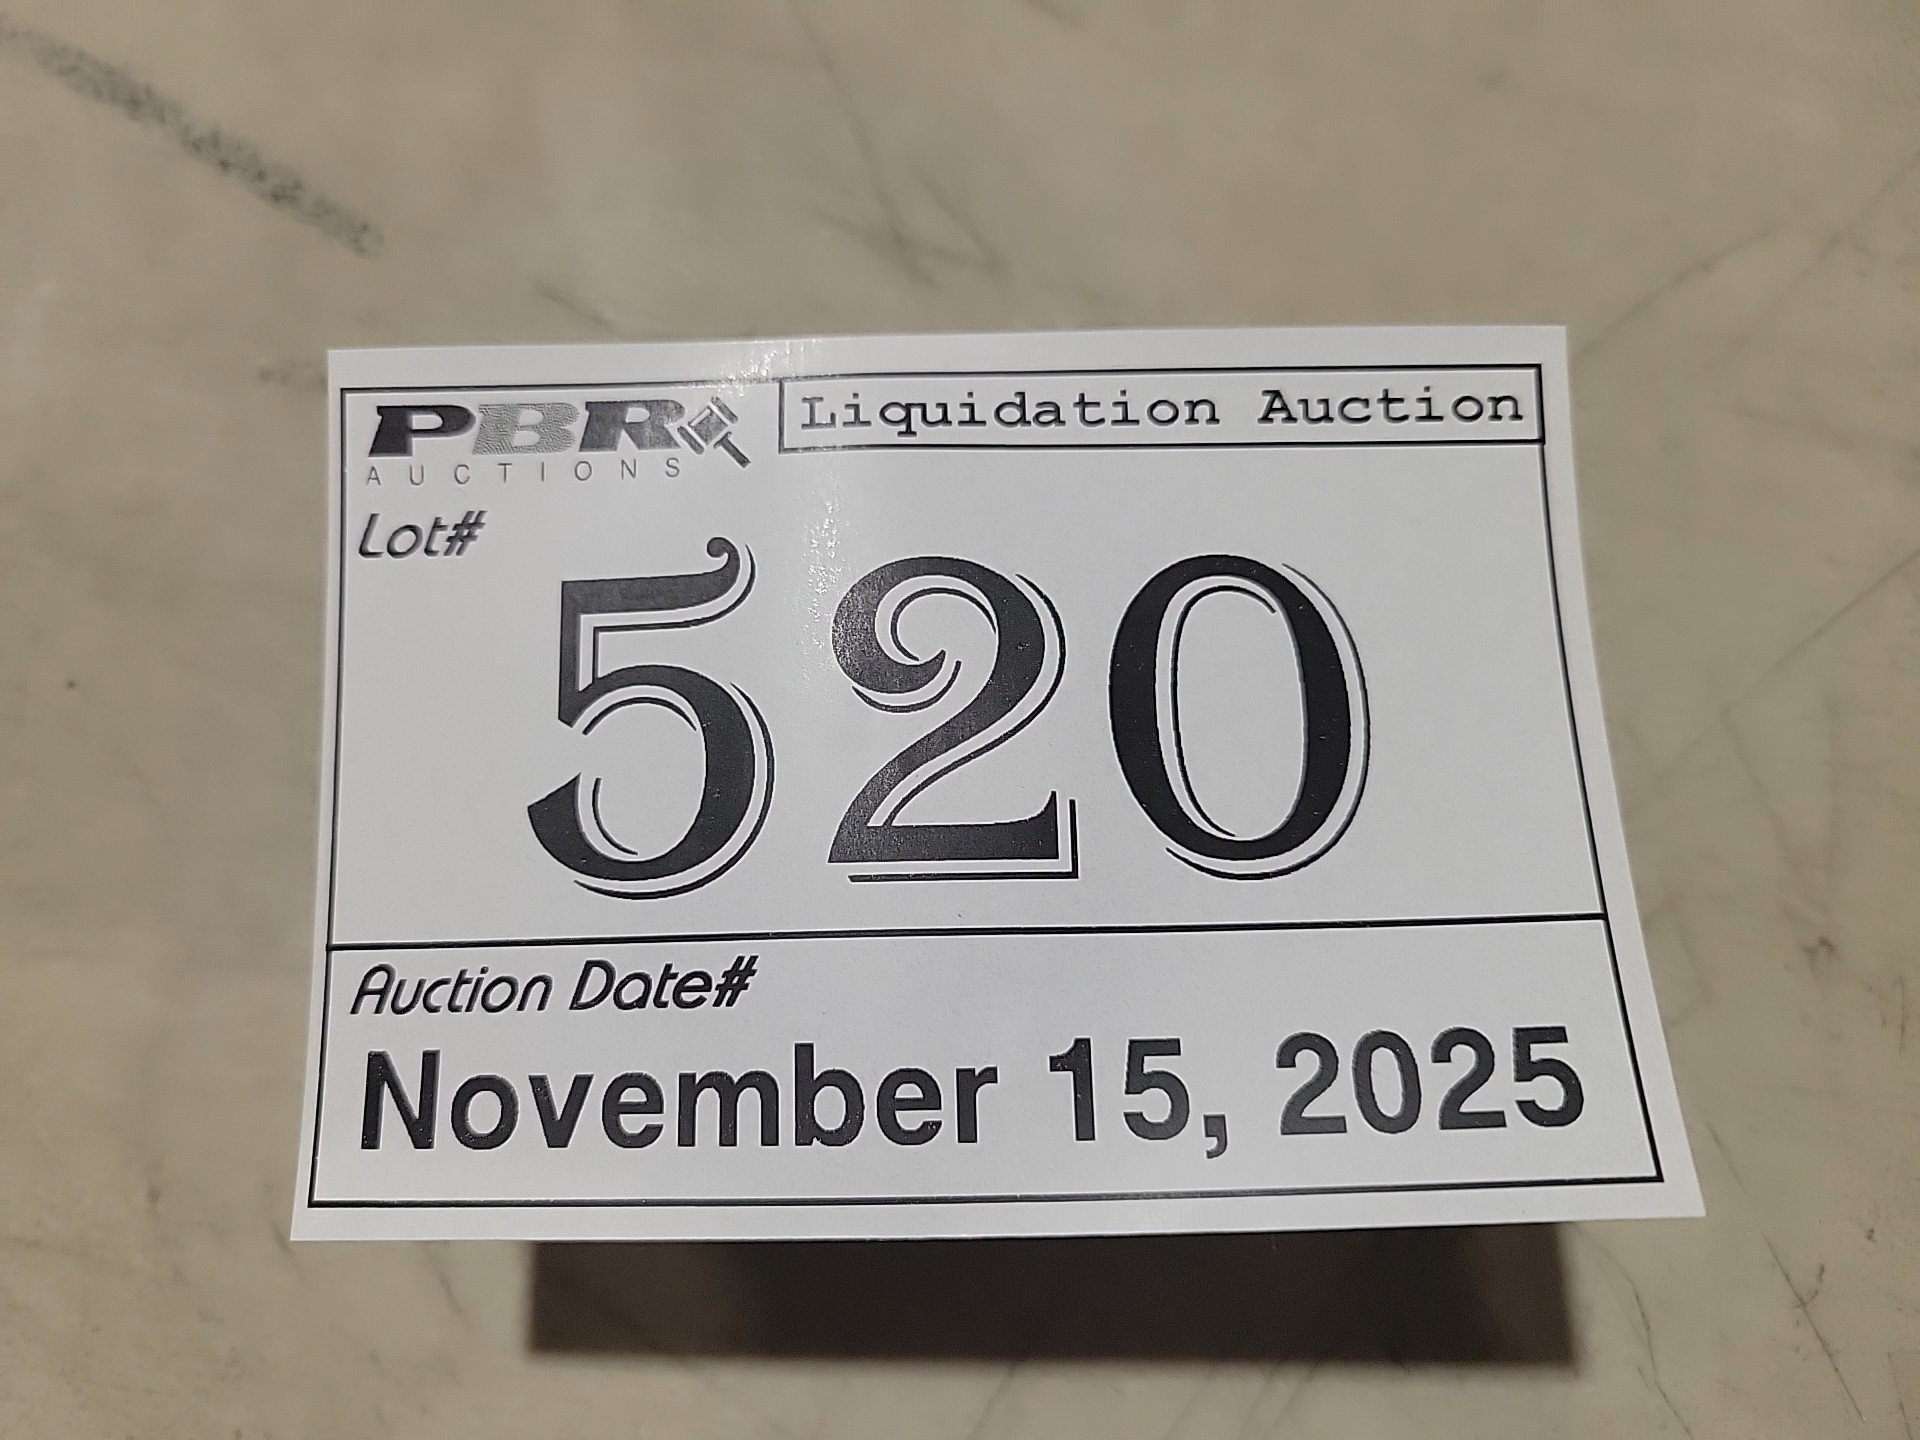 PBR
AUCTIONS
Liquidation Auction
Lot#
520
Auction Date#
November 15, 2025